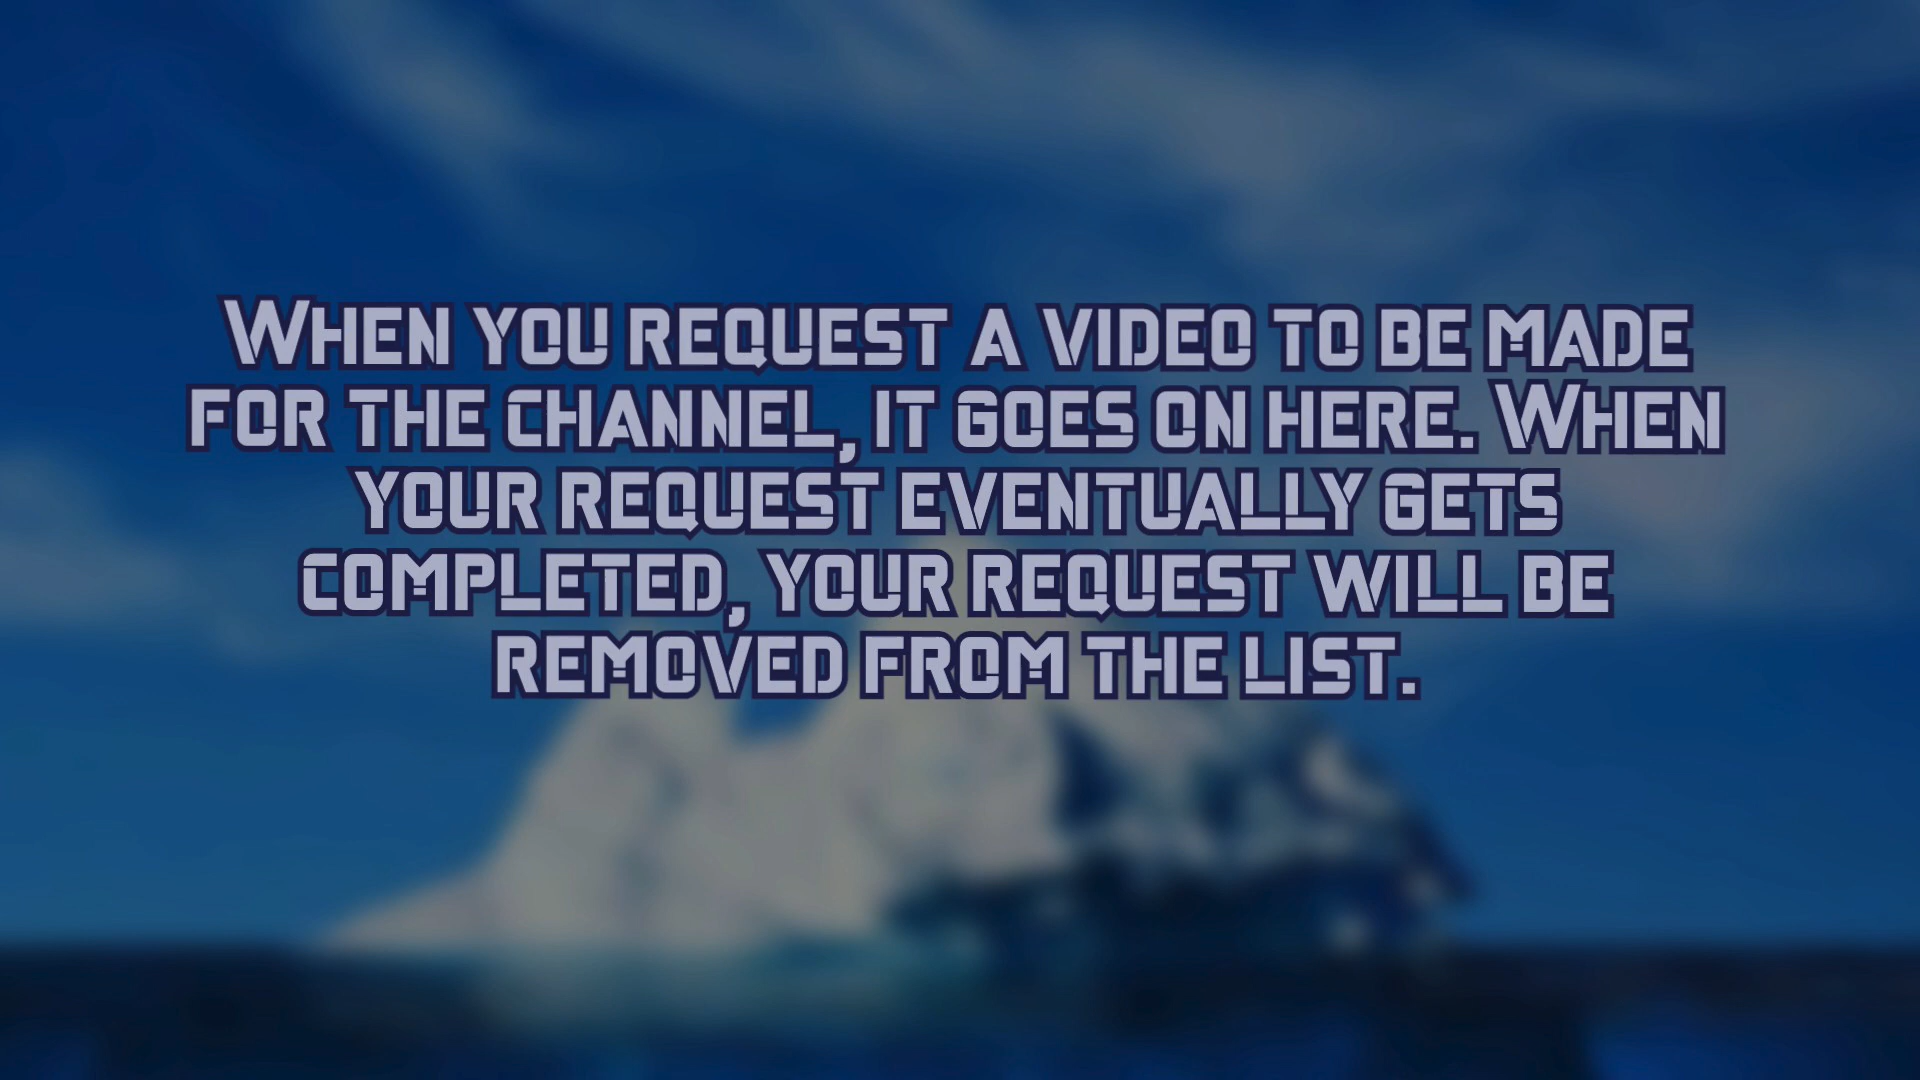 When you request a video to be made
for the channel, it goes on here. When
your request eventually gets
completed, your request will be
removed from the list.